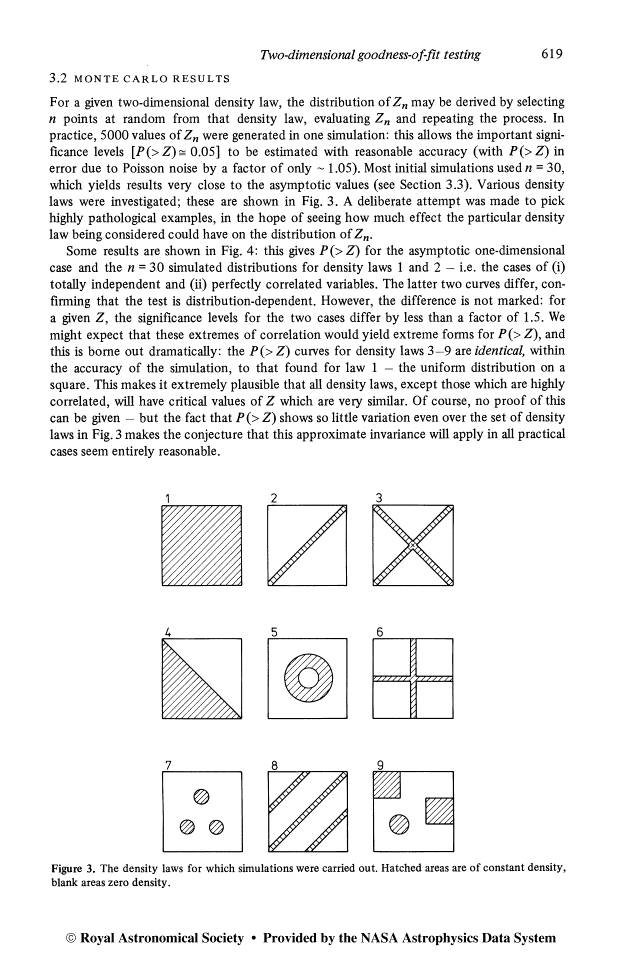 Two-dimensional goodness-of-fit testing 619
3.2 MONTE CARLO RESULTS
For a given two-dimensional density law, the distribution of Zn may be derived by selecting
n points at random from that density law, evaluating Zn and repeating the process. In
practice, 5000 values of Zn were generated in one simulation: this allows the important signi-
ficance levels [P(> Z) ≃ 0.05] to be estimated with reasonable accuracy (with P(> Z) in
error due to Poisson noise by a factor of only ~ 1.05). Most initial simulations used n = 30,
which yields results very close to the asymptotic values (see Section 3.3). Various density
laws were investigated; these are shown in Fig. 3. A deliberate attempt was made to pick
highly pathological examples, in the hope of seeing how much effect the particular density
law being considered could have on the distribution of Zn.
Some results are shown in Fig. 4: this gives P(> Z) for the asymptotic one-dimensional
case and the n = 30 simulated distributions for density laws 1 and 2 – i.e. the cases of (i)
totally independent and (ii) perfectly correlated variables. The latter two curves differ, con-
firming that the test is distribution-dependent. However, the difference is not marked: for
a given Z, the significance levels for the two cases differ by less than a factor of 1.5. We
might expect that these extremes of correlation would yield extreme forms for P(> Z), and
this is borne out dramatically: the P(> Z) curves for density laws 3–9 are identical, within
the accuracy of the simulation, to that found for law 1 – the uniform distribution on a
square. This makes it extremely plausible that all density laws, except those which are highly
correlated, will have critical values of Z which are very similar. Of course, no proof of this
can be given – but the fact that P(> Z) shows so little variation even over the set of density
laws in Fig. 3 makes the conjecture that this approximate invariance will apply in all practical
cases seem entirely reasonable.
1 2 3
4 5 6
7 8 9
Figure 3. The density laws for which simulations were carried out. Hatched areas are of constant density,
blank areas zero density.
© Royal Astronomical Society • Provided by the NASA Astrophysics Data System